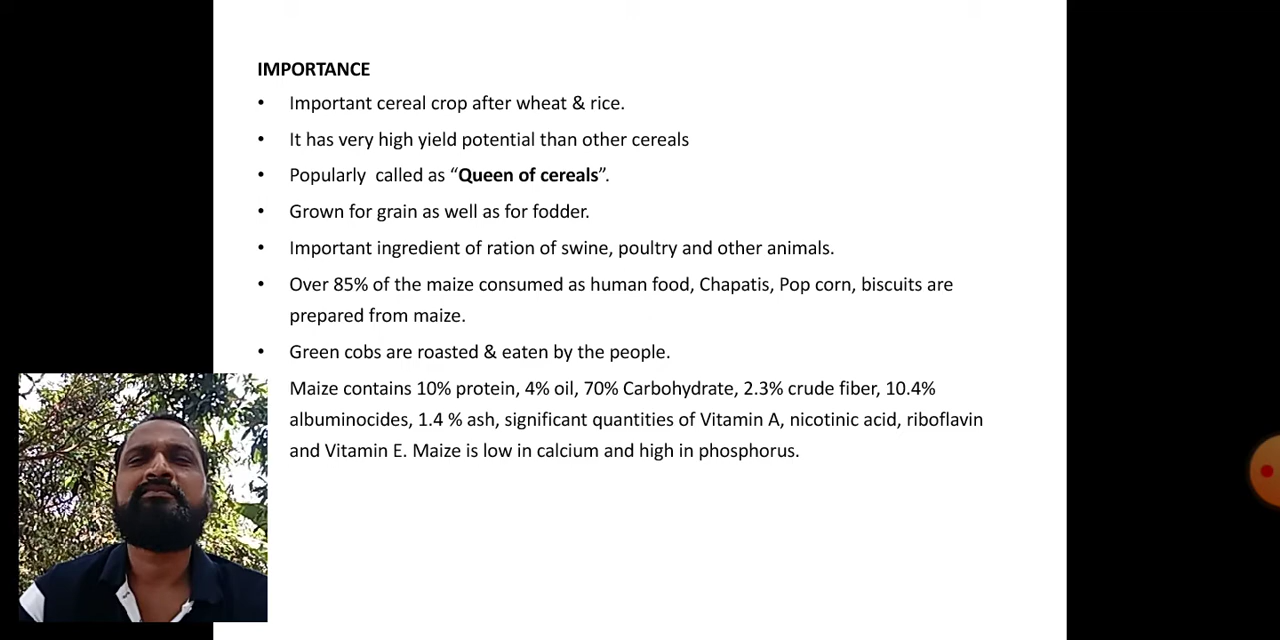 IMPORTANCE
• Important cereal crop after wheat & rice.
• It has very high yield potential than other cereals
• Popularly called as “Queen of cereals”.
• Grown for grain as well as for fodder.
• Important ingredient of ration of swine, poultry and other animals.
• Over 85% of the maize consumed as human food, Chapatis, Pop corn, biscuits are
prepared from maize.
• Green cobs are roasted & eaten by the people.
Maize contains 10% protein, 4% oil, 70% Carbohydrate, 2.3% crude fiber, 10.4%
albuminocides, 1.4 % ash, significant quantities of Vitamin A, nicotinic acid, riboflavin
and Vitamin E. Maize is low in calcium and high in phosphorus.